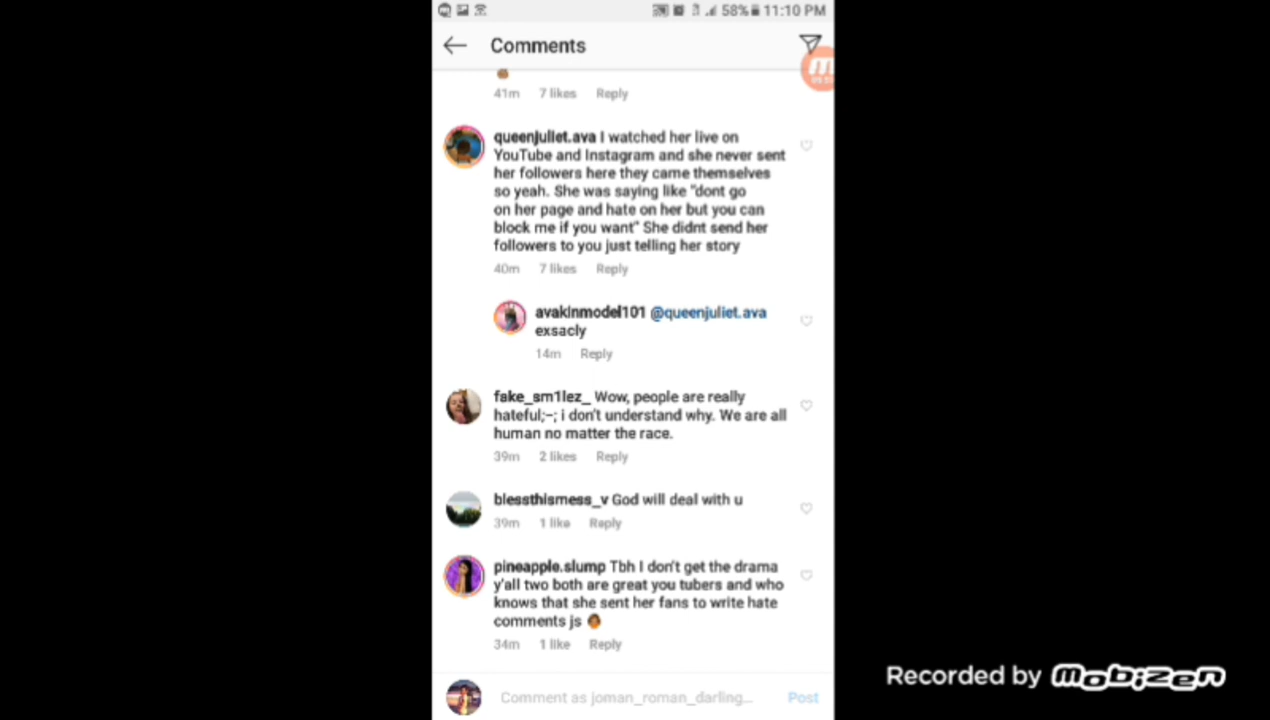 58% 11:10 PM
Comments
41m 7 likes Reply
queenjuliet.ava I watched her live on
YouTube and Instagram and she never sent
her followers here they came themselves
so yeah. She was saying like "dont go
on her page and hate on her but you can
block me if you want" She didnt send her
followers to you just telling her story
40m 7 likes Reply
avakinmodel101 @queenjuliet.ava
exsacly
14m Reply
fake_sm1lez_ Wow, people are really
hateful;-; i don't understand why. We are all
human no matter the race.
39m 2 likes Reply
blessthismess_v God will deal with u
39m 1 like Reply
pineapple.slump Tbh I don't get the drama
y'all two both are great you tubers and who
knows that she sent her fans to write hate
comments js
34m 1 like Reply
Comment as joman_roman_darling... Post
Recorded by mobizen